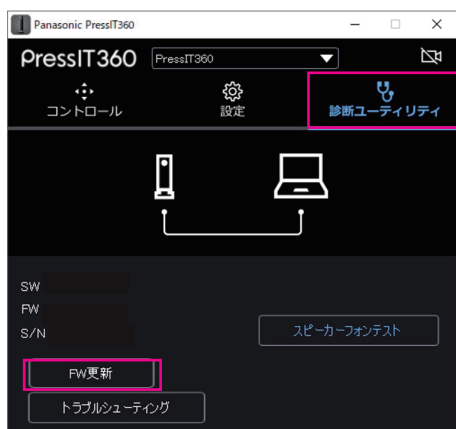 Panasonic PressIT360
PressIT360 PressIT360
コントロール 設定 診断ユーティリティ
SW
FW
S/N スピーカーフォンテスト
FW更新
トラブルシューティング